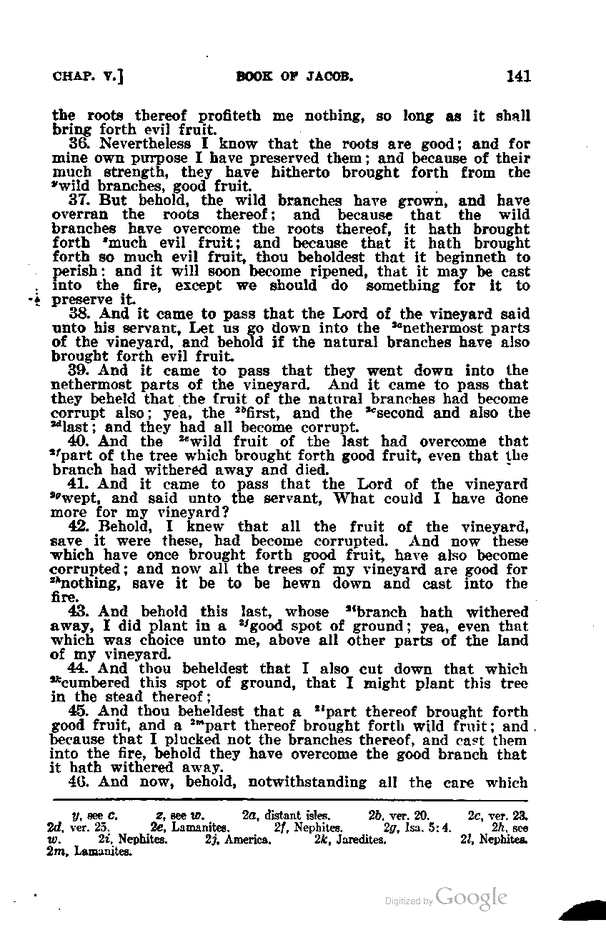 CHAP. V.] BOOK OF JACOB. 141
the roots thereof profiteth me nothing, so long as it shall
bring forth evil fruit.
36. Nevertheless I know that the roots are good; and for
mine own purpose I have preserved them; and because of their
much strength, they have hitherto brought forth from the
ywild branches, good fruit.
37. But behold, the wild branches have grown, and have
overran the roots thereof; and because that the wild
branches have overcome the roots thereof, it hath brought
forth zmuch evil fruit; and because that it hath brought
forth so much evil fruit, thou beholdest that it beginneth to
perish: and it will soon become ripened, that it may be cast
into the fire, except we should do something for it to
preserve it.
38. And it came to pass that the Lord of the vineyard said
unto his servant, Let us go down into the 2anethermost parts
of the vineyard, and behold if the natural branches have also
brought forth evil fruit.
39. And it came to pass that they went down into the
nethermost parts of the vineyard. And it came to pass that
they beheld that the fruit of the natural branches had become
corrupt also; yea, the 2bfirst, and the 2csecond and also the
2dlast; and they had all become corrupt.
40. And the 2ewild fruit of the last had overcome that
2fpart of the tree which brought forth good fruit, even that the
branch had withered away and died.
41. And it came to pass that the Lord of the vineyard
2gwept, and said unto the servant, What could I have done
more for my vineyard?
42. Behold, I knew that all the fruit of the vineyard,
save it were these, had become corrupted. And now these
which have once brought forth good fruit, have also become
corrupted; and now all the trees of my vineyard are good for
2hnothing, save it be to be hewn down and cast into the
fire.
43. And behold this last, whose 2ibranch hath withered
away, I did plant in a 2jgood spot of ground; yea, even that
which was choice unto me, above all other parts of the land
of my vineyard.
44. And thou beheldest that I also cut down that which
2kcumbered this spot of ground, that I might plant this tree
in the stead thereof;
45. And thou beheldest that a 2lpart thereof brought forth
good fruit, and a 2mpart thereof brought forth wild fruit; and
because that I plucked not the branches thereof, and cast them
into the fire, behold they have overcome the good branch that
it hath withered away.
46. And now, behold, notwithstanding all the care which
y, see c. z, see w. 2a, distant isles. 2b, ver. 20. 2c, ver. 23.
2d, ver. 25. 2e, Lamanites. 2f, Nephites. 2g, Isa. 5:4. 2h, see
w. 2i, Nephites. 2j, America. 2k, Jaredites. 2l, Nephites.
2m, Lamanites.
Digitized by Google